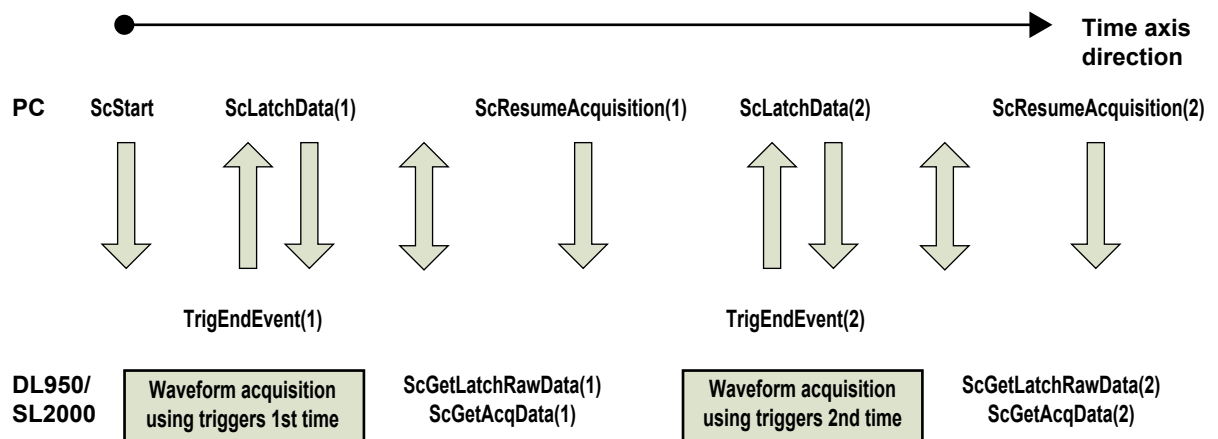 Time axis
direction
PC ScStart ScLatchData(1) ScResumeAcquisition(1) ScLatchData(2) ScResumeAcquisition(2)
TrigEndEvent(1) TrigEndEvent(2)
DL950/
SL2000
Waveform acquisition
using triggers 1st time
ScGetLatchRawData(1)
ScGetAcqData(1)
Waveform acquisition
using triggers 2nd time
ScGetLatchRawData(2)
ScGetAcqData(2)